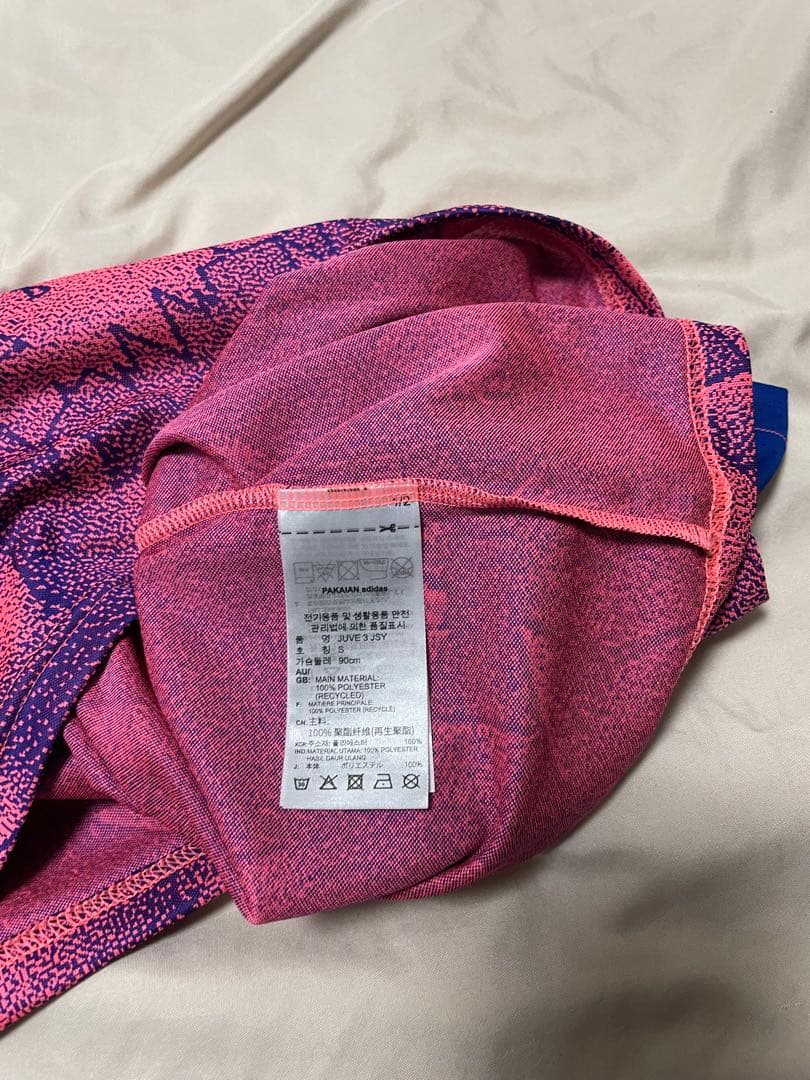 1/2
PAKAIAN adidas
전기용품 및 생활용품 안전
관리법에 의한 품질표시
품 명 JUVE 3 JSY
호 칭 S
가슴둘레 90cm
AU/
GB: MAIN MATERIAL:
100% POLYESTER
(RECYCLED)
F: MATIERE PRINCIPALE:
100% POLYESTER (RECYCLE)
CN: 主料:
100% 聚酯纤维(再生聚酯)
KOR: 주소재: 폴리에스터 100%
IND: MATERIAL UTAMA: 100% POLYESTER
HASIL DAUR ULANG
J: 本体 ポリエステル 100%